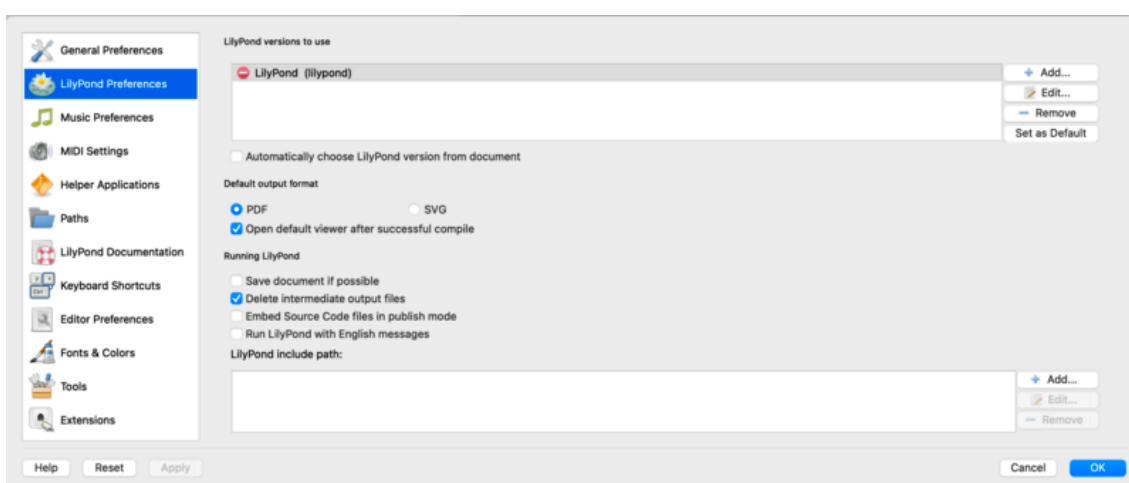 General Preferences
LilyPond Preferences
Music Preferences
MIDI Settings
Helper Applications
Paths
LilyPond Documentation
Keyboard Shortcuts
Editor Preferences
Fonts & Colors
Tools
Extensions
LilyPond versions to use
LilyPond (lilypond)
Add...
Edit...
Remove
Set as Default
Automatically choose LilyPond version from document
Default output format
PDF SVG
Open default viewer after successful compile
Running LilyPond
Save document if possible
Delete intermediate output files
Embed Source Code files in publish mode
Run LilyPond with English messages
LilyPond include path:
Add...
Edit...
Remove
Help Reset Apply Cancel OK